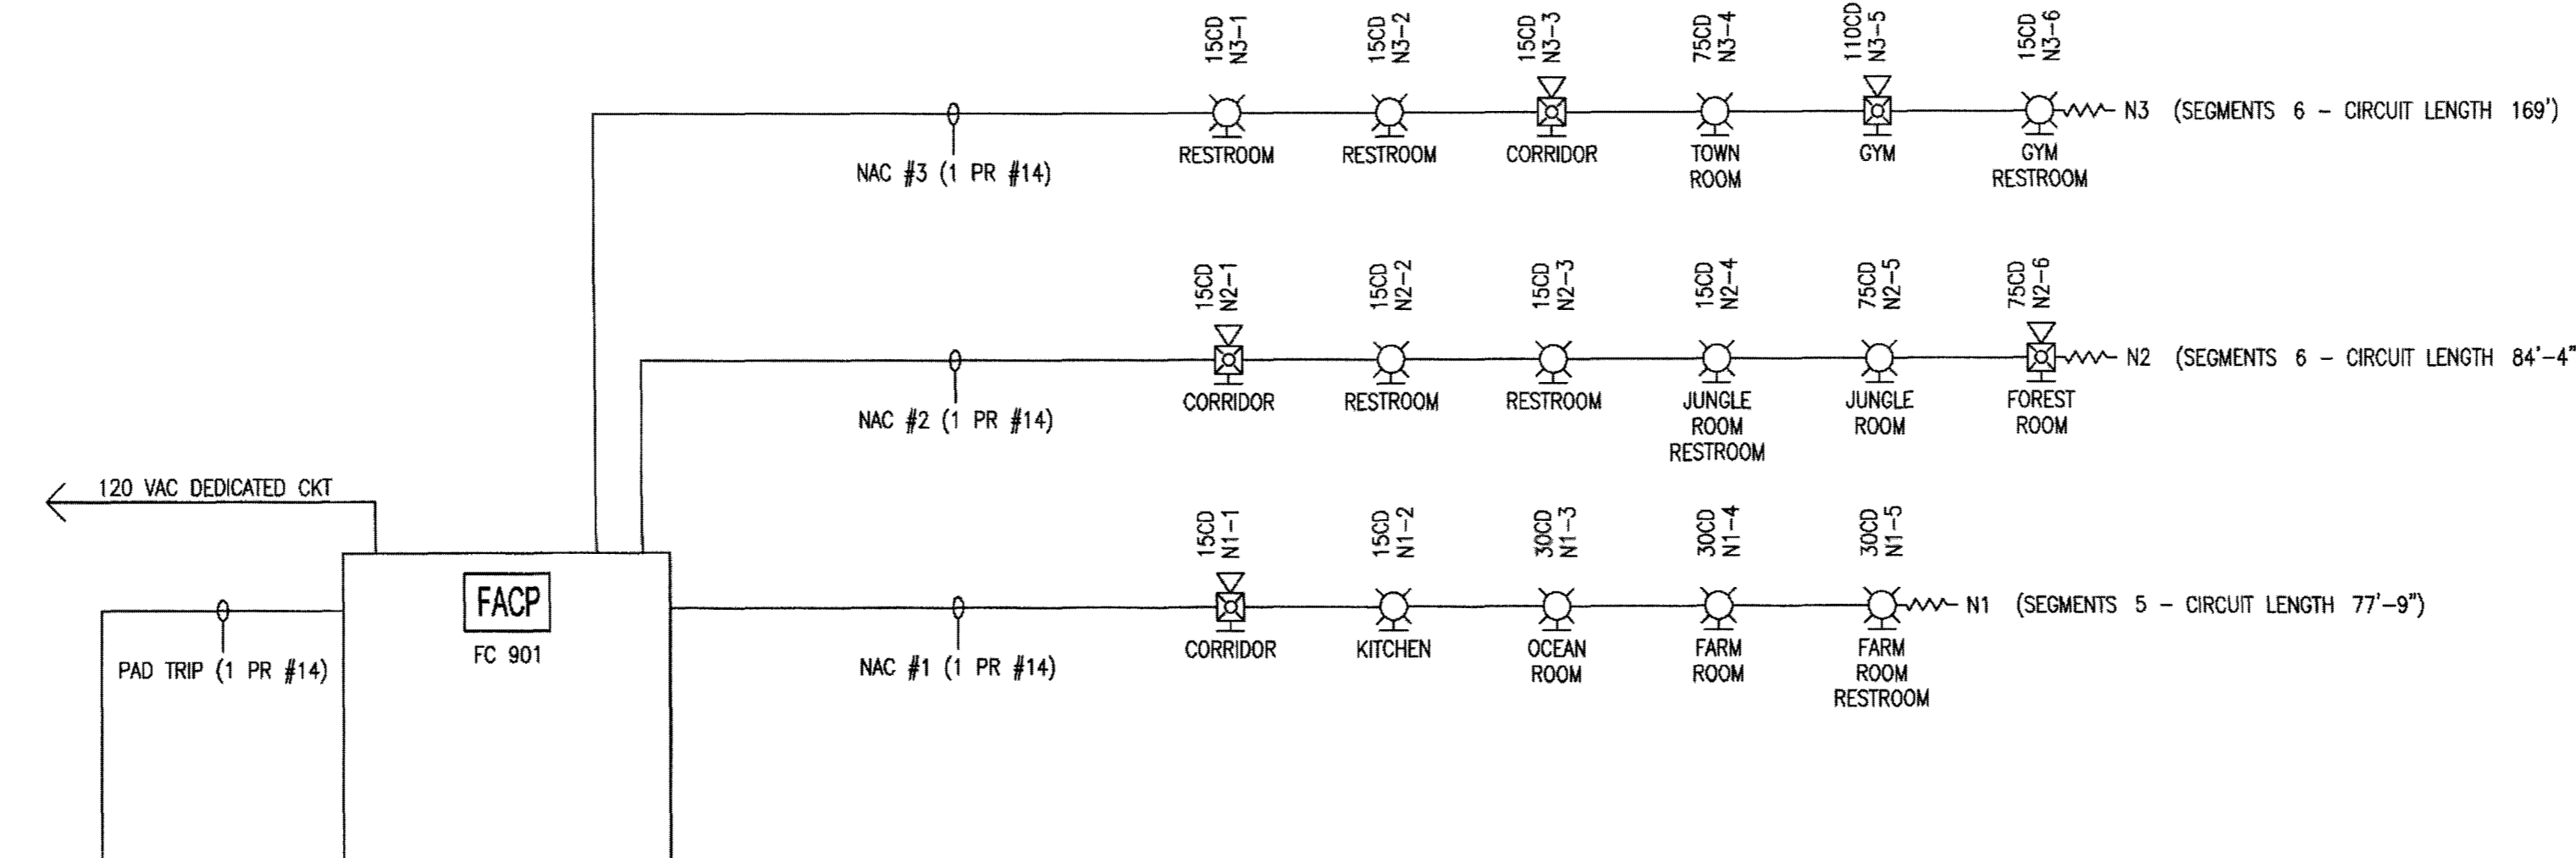 15CD
N3-1
15CD
N3-2
15CD
N3-3
75CD
N3-4
110CD
N3-5
15CD
N3-6
N3 (SEGMENTS 6 - CIRCUIT LENGTH 169')
RESTROOM
RESTROOM
CORRIDOR
TOWN
ROOM
GYM
GYM
RESTROOM
NAC #3 (1 PR #14)
15CD
N2-1
15CD
N2-2
15CD
N2-3
15CD
N2-4
75CD
N2-5
75CD
N2-6
N2 (SEGMENTS 6 - CIRCUIT LENGTH 84'-4"
CORRIDOR
RESTROOM
RESTROOM
JUNGLE
ROOM
RESTROOM
JUNGLE
ROOM
FOREST
ROOM
NAC #2 (1 PR #14)
120 VAC DEDICATED CKT
15CD
N1-1
15CD
N1-2
30CD
N1-3
30CD
N1-4
30CD
N1-5
FACP
FC 901
N1 (SEGMENTS 5 - CIRCUIT LENGTH 77'-9")
CORRIDOR
KITCHEN
OCEAN
ROOM
FARM
ROOM
FARM
ROOM
RESTROOM
PAD TRIP (1 PR #14)
NAC #1 (1 PR #14)